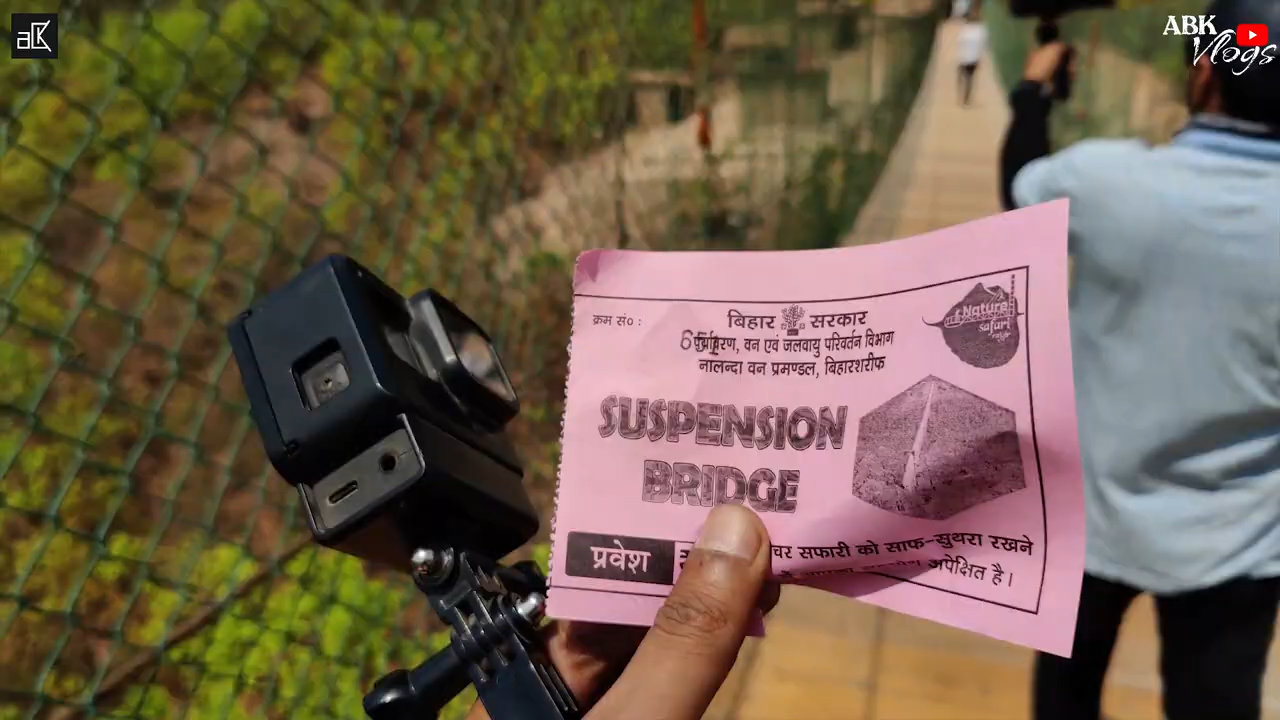 aCK
ABK
Vlogs
क्रम सं० :
बिहार सरकार
पर्यावरण, वन एवं जलवायु परिवर्तन विभाग
नालन्दा वन प्रमण्डल, बिहारशरीफ
Nature
safari
SUSPENSION
BRIDGE
प्रवेश
सफारी को साफ-सुथरा रखने
अपेक्षित है।